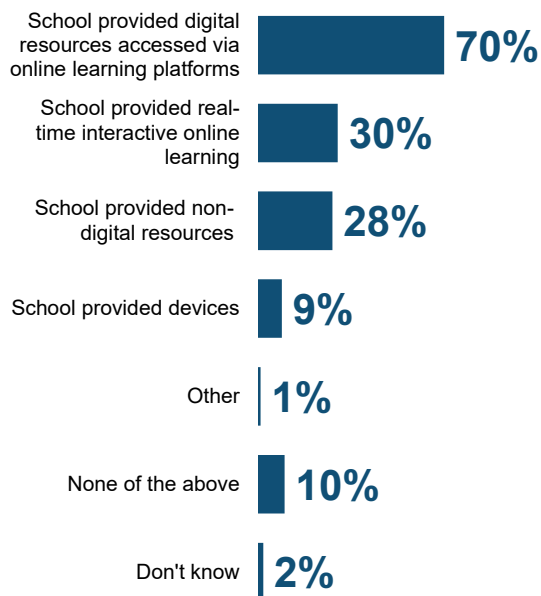 School provided digital
resources accessed via
online learning platforms
70%
School provided real-
time interactive online
learning
30%
School provided non-
digital resources
28%
School provided devices
9%
Other
1%
None of the above
10%
Don't know
2%